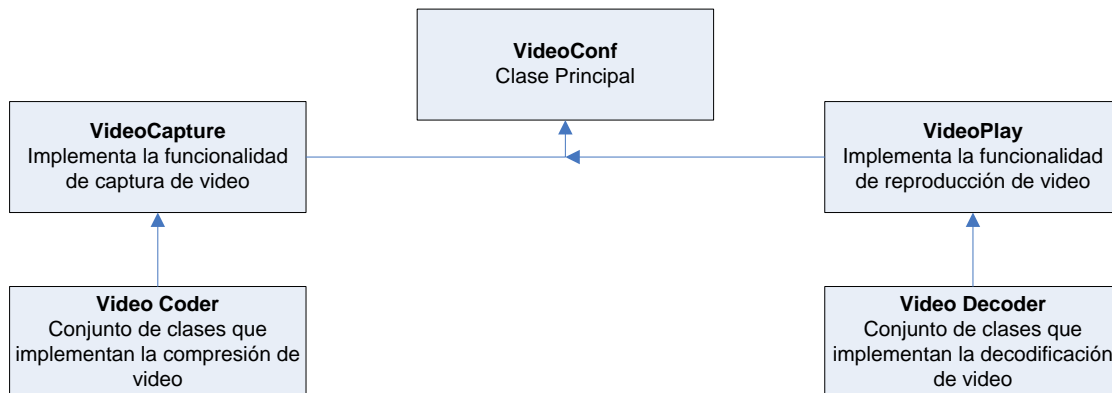 VideoConf
Clase Principal
VideoCapture
Implementa la funcionalidad
de captura de video
VideoPlay
Implementa la funcionalidad
de reproducción de video
Video Coder
Conjunto de clases que
implementan la compresión de
video
Video Decoder
Conjunto de clases que
implementan la decodificación
de video